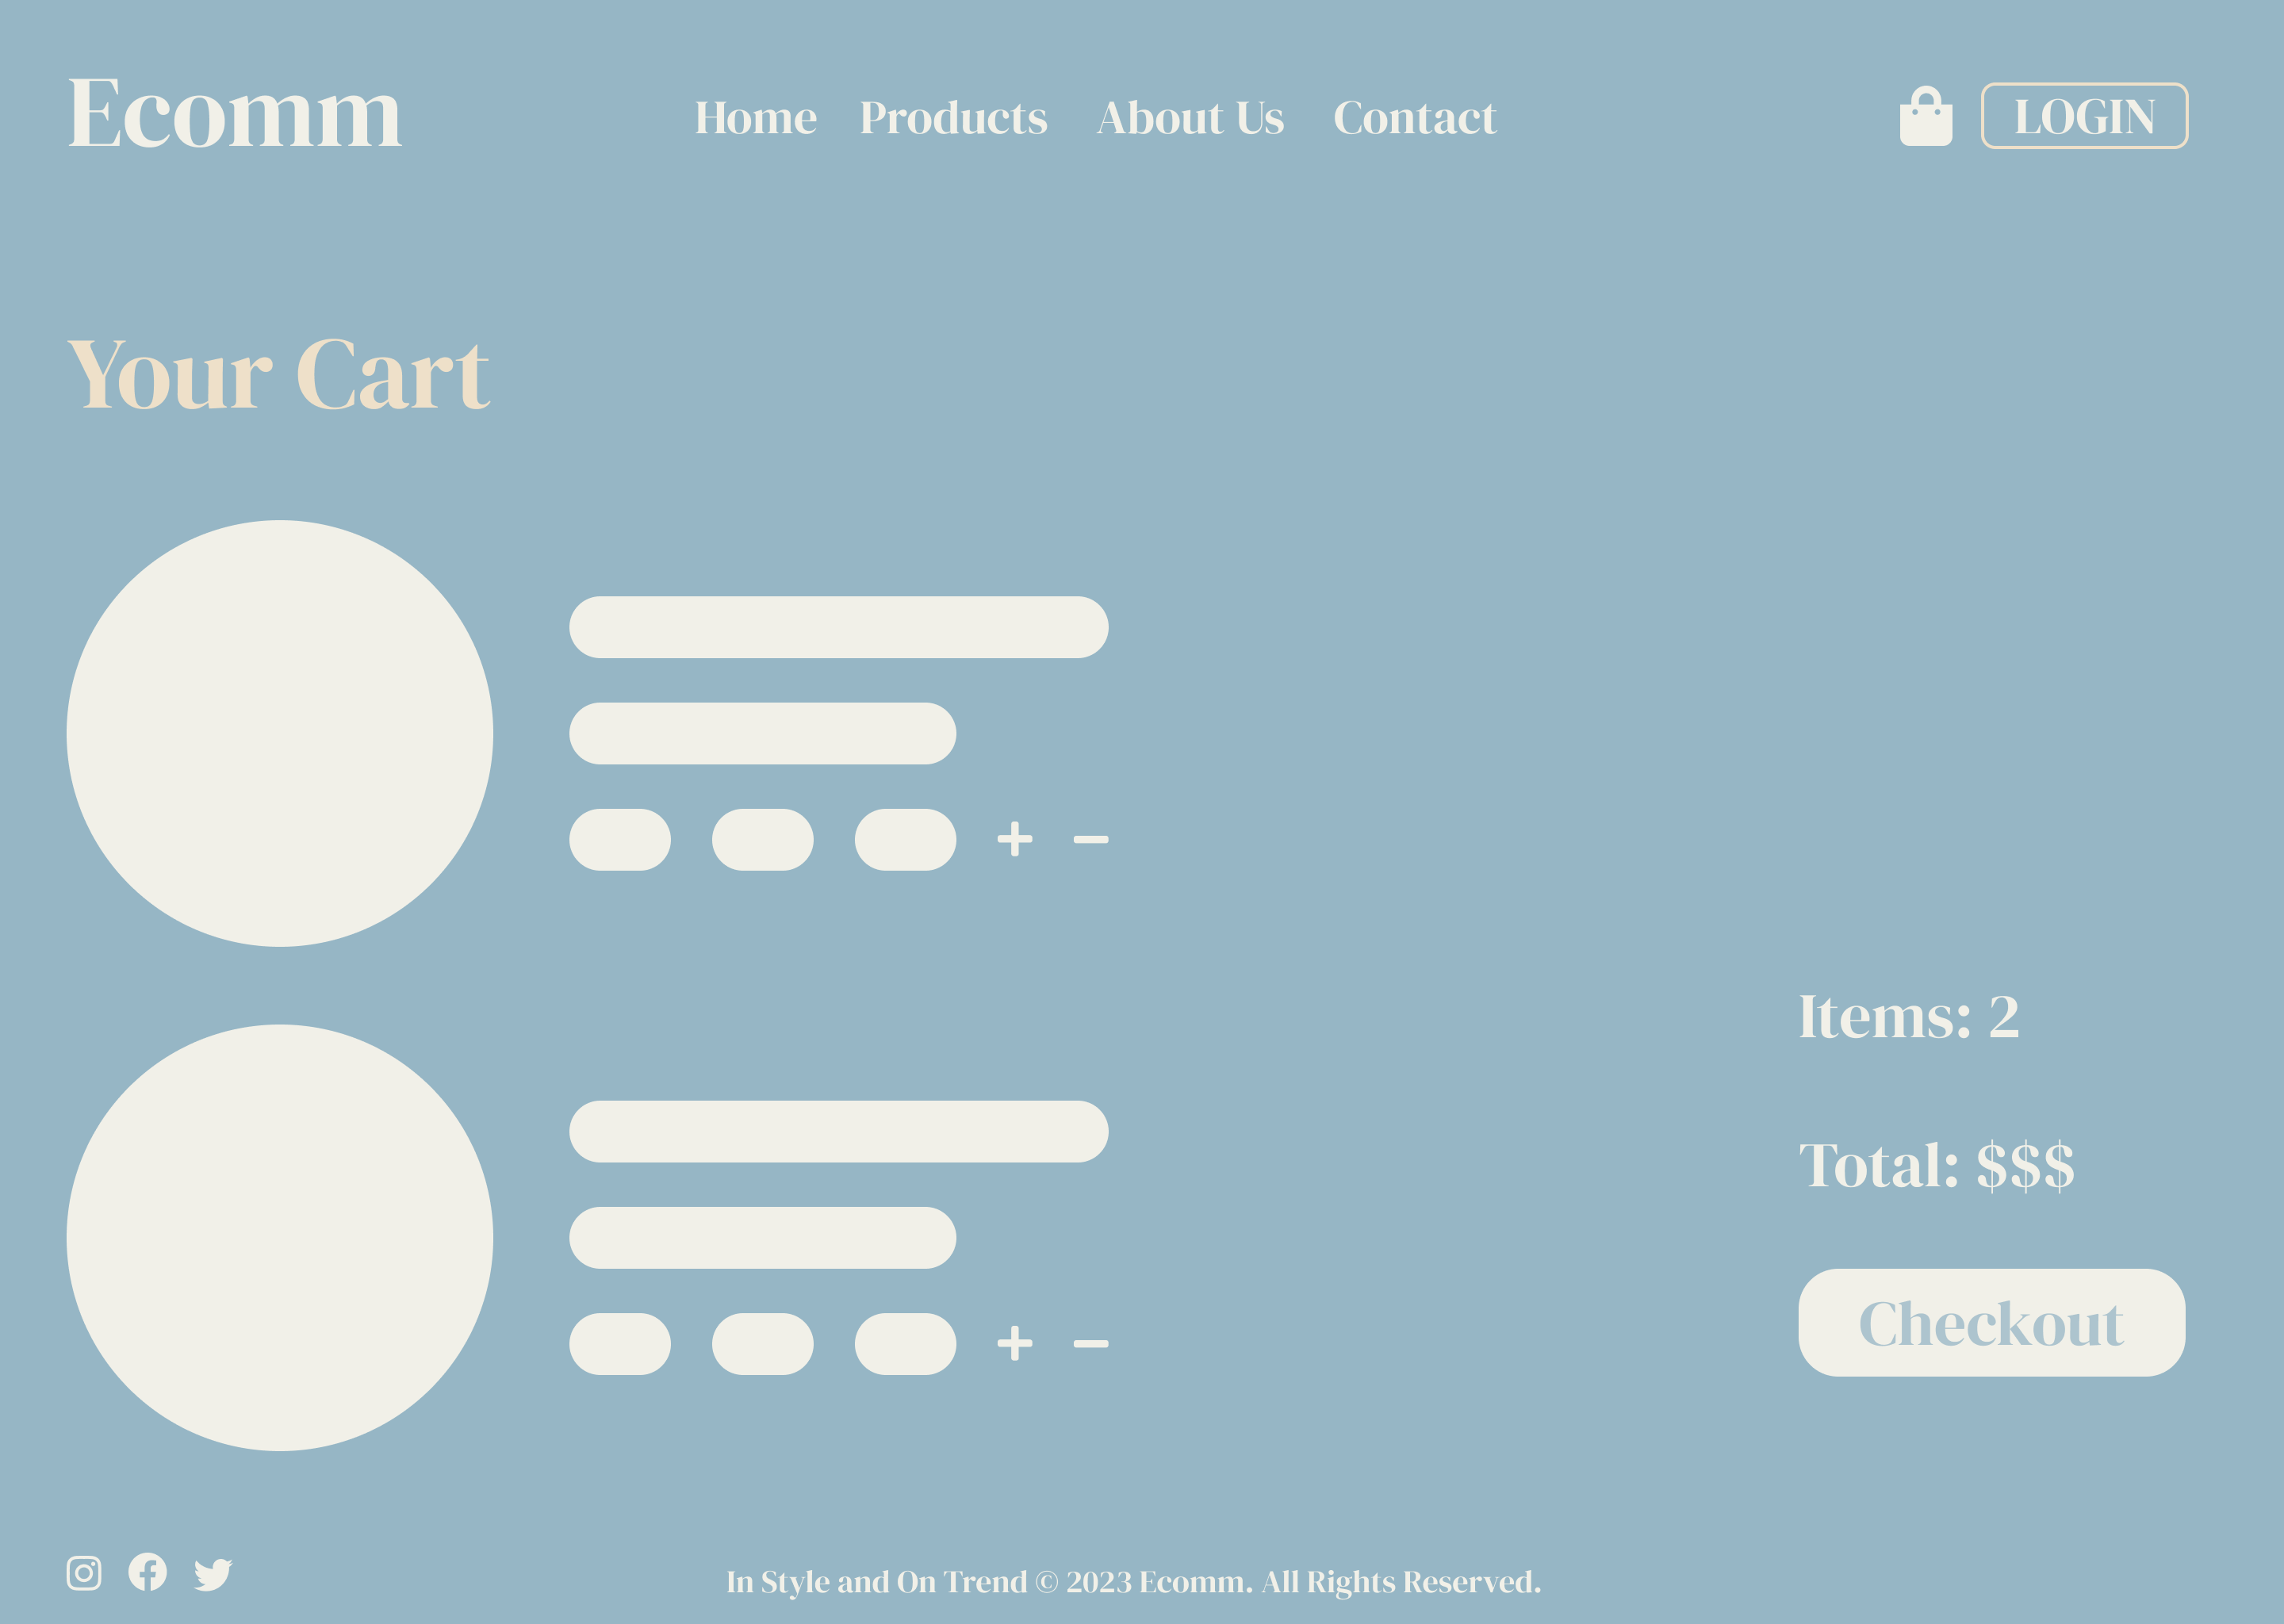 Ecomm
Home Products About Us Contact
LOGIN
Your Cart
+ −
Items: 2
+ −
Total: $$$
Checkout
In Style and On Trend © 2023 Ecomm. All Rights Reserved.